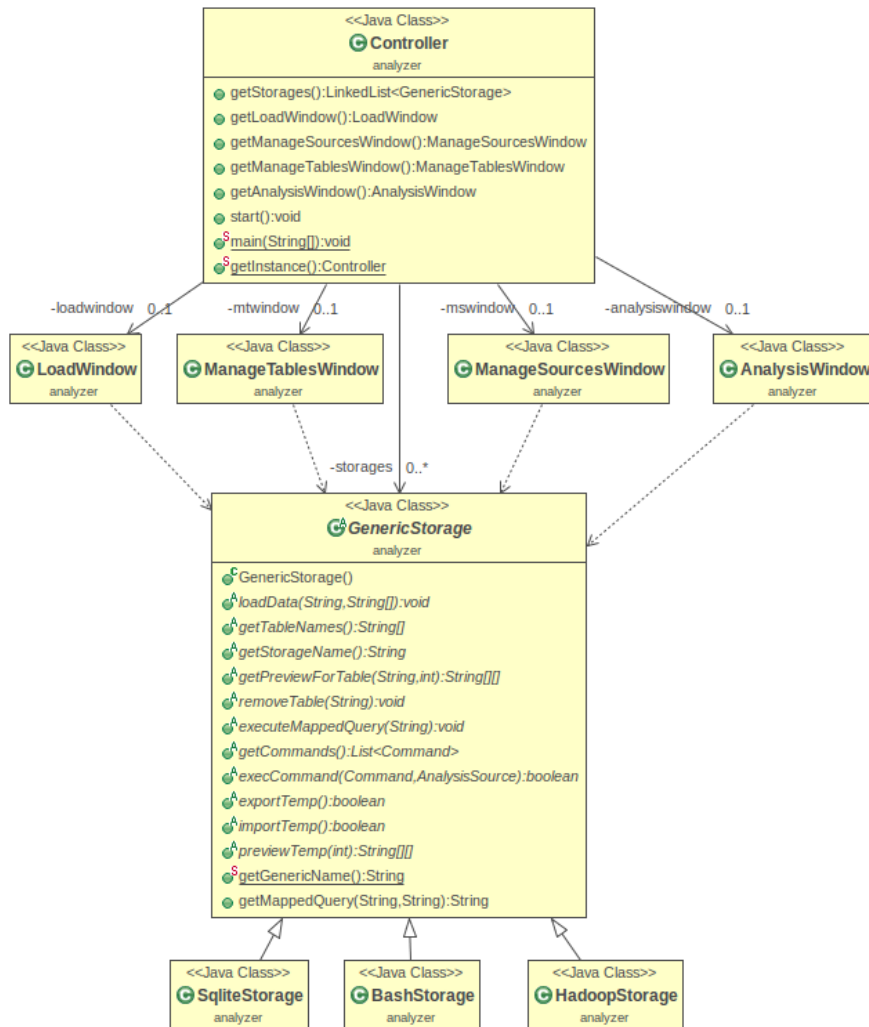 <<Java Class>>
Controller
analyzer
getStorages():LinkedList<GenericStorage>
getLoadWindow():LoadWindow
getManageSourcesWindow():ManageSourcesWindow
getManageTablesWindow():ManageTablesWindow
getAnalysisWindow():AnalysisWindow
start():void
main(String[]):void
getInstance():Controller
-loadwindow 0..1
-mtwindow 0..1
-mswindow 0..1
-analysiswindow 0..1
<<Java Class>>
LoadWindow
analyzer
<<Java Class>>
ManageTablesWindow
analyzer
<<Java Class>>
ManageSourcesWindow
analyzer
<<Java Class>>
AnalysisWindow
analyzer
-storages 0..*
<<Java Class>>
GenericStorage
analyzer
GenericStorage()
loadData(String,String[]):void
getTableNames():String[]
getStorageName():String
getPreviewForTable(String,int):String[][]
removeTable(String):void
executeMappedQuery(String):void
getCommands():List<Command>
execCommand(Command,AnalysisSource):boolean
exportTemp():boolean
importTemp():boolean
previewTemp(int):String[][]
getGenericName():String
getMappedQuery(String,String):String
<<Java Class>>
SqliteStorage
analyzer
<<Java Class>>
BashStorage
analyzer
<<Java Class>>
HadoopStorage
analyzer